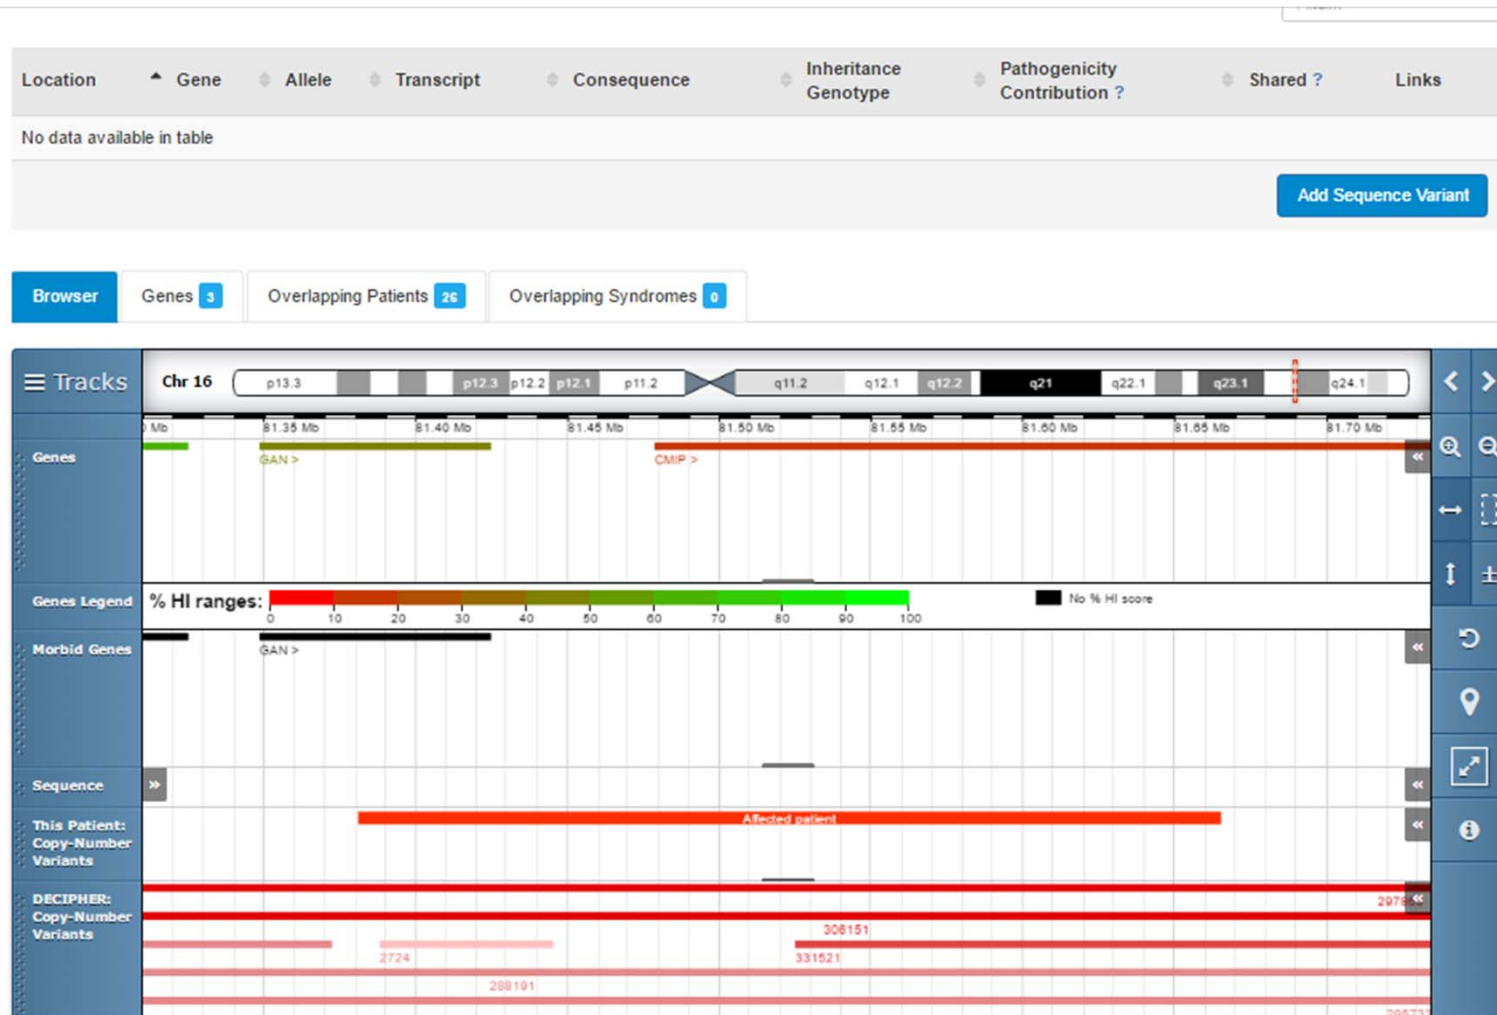 Location Gene Allele Transcript Consequence Inheritance Genotype Pathogenicity Contribution ? Shared ? Links
No data available in table
Add Sequence Variant
Browser Genes 3 Overlapping Patients 26 Overlapping Syndromes 0
Tracks Chr 16 p13.3 p12.3 p12.2 p12.1 p11.2 q11.2 q12.1 q12.2 q21 q22.1 q23.1 q24.1
Mb 81.35 Mb 81.40 Mb 81.45 Mb 81.50 Mb 81.55 Mb 81.60 Mb 81.65 Mb 81.70 Mb
Genes GAN > CMIP >
Genes Legend % HI ranges: 0 10 20 30 40 50 60 70 80 90 100 No % HI score
Morbid Genes GAN >
Sequence
This Patient:
Copy-Number
Variants
Affected patient
DECIPHER:
Copy-Number
Variants
306151
2724 331521
288191